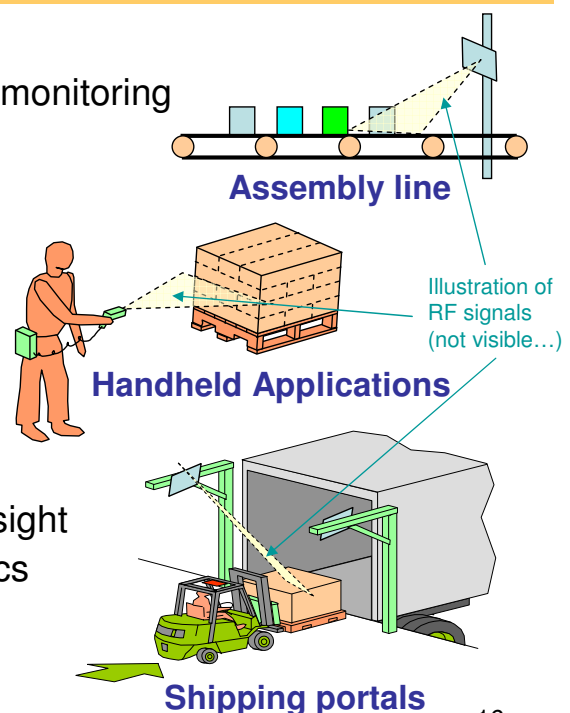 monitoring
Assembly line
Illustration of
RF signals
(not visible…)
Handheld Applications
sight
cs
Shipping portals